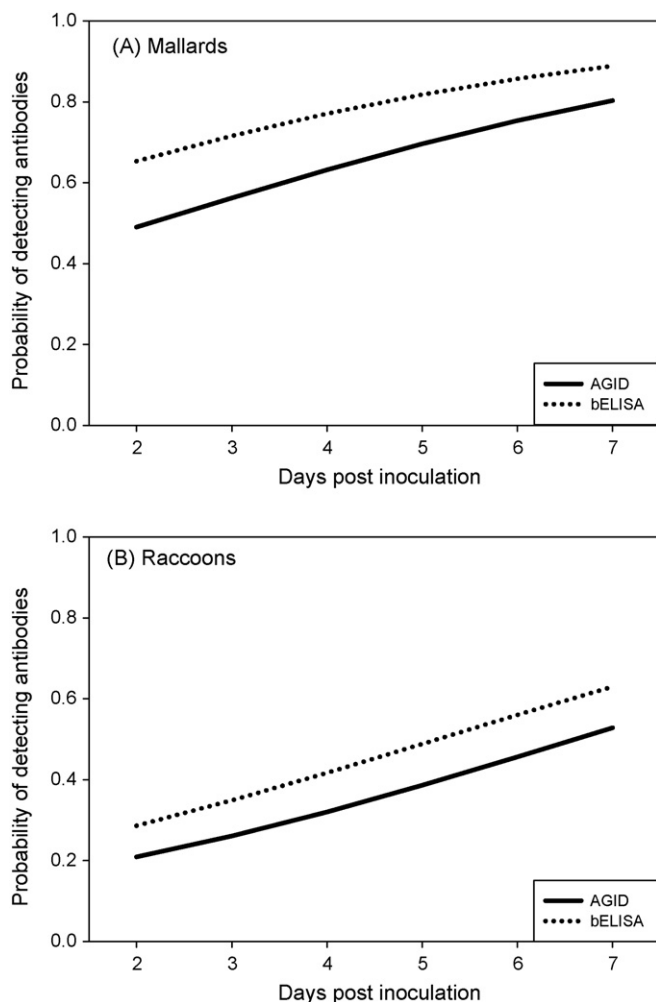 (A) Mallards
Probability of detecting antibodies
1.0
0.8
0.6
0.4
0.2
0.0
2 3 4 5 6 7
Days post inoculation
AGID
bELISA
(B) Raccoons
Probability of detecting antibodies
1.0
0.8
0.6
0.4
0.2
0.0
2 3 4 5 6 7
Days post inoculation
AGID
bELISA